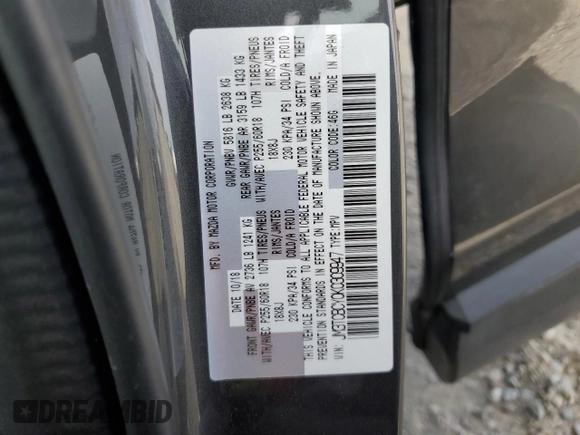 MFD. BY MAZDA MOTOR CORPORATION
DATE 10/18 GVWR/PNBV 5816 LB 2638 KG
FRONT GAWR/PNBE AV 2736 LB 1241 KG REAR GAWR/PNBE AR 3159 LB 1433 KG
WITH/AVEC P255/60R18 107H TIRES/PNEUS WITH/AVEC P255/60R18 107H TIRES/PNEUS
18X8J RIMS/JANTES 18X8J RIMS/JANTES
230 KPA/34 PSI COLD/A FROID 230 KPA/34 PSI COLD/A FROID
THIS VEHICLE CONFORMS TO ALL APPLICABLE FEDERAL MOTOR VEHICLE SAFETY AND THEFT
PREVENTION STANDARDS IN EFFECT ON THE DATE OF MANUFACTURE SHOWN ABOVE.
VIN: JM3TCBCY0K0309947 TYPE:MPV COLOR CODE:46G MADE IN JAPAN
DREAMBID